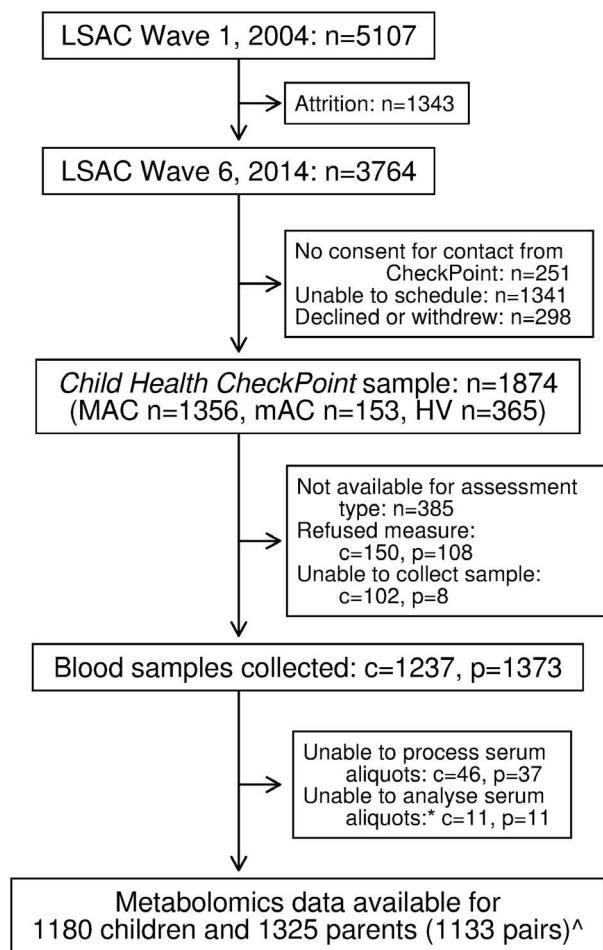 LSAC Wave 1, 2004: n=5107
Attrition: n=1343
LSAC Wave 6, 2014: n=3764
No consent for contact from
CheckPoint: n=251
Unable to schedule: n=1341
Declined or withdrew: n=298
Child Health CheckPoint sample: n=1874
(MAC n=1356, mAC n=153, HV n=365)
Not available for assessment
type: n=385
Refused measure:
c=150, p=108
Unable to collect sample:
c=102, p=8
Blood samples collected: c=1237, p=1373
Unable to process serum
aliquots: c=46, p=37
Unable to analyse serum
aliquots:* c=11, p=11
Metabolomics data available for
1180 children and 1325 parents (1133 pairs)^